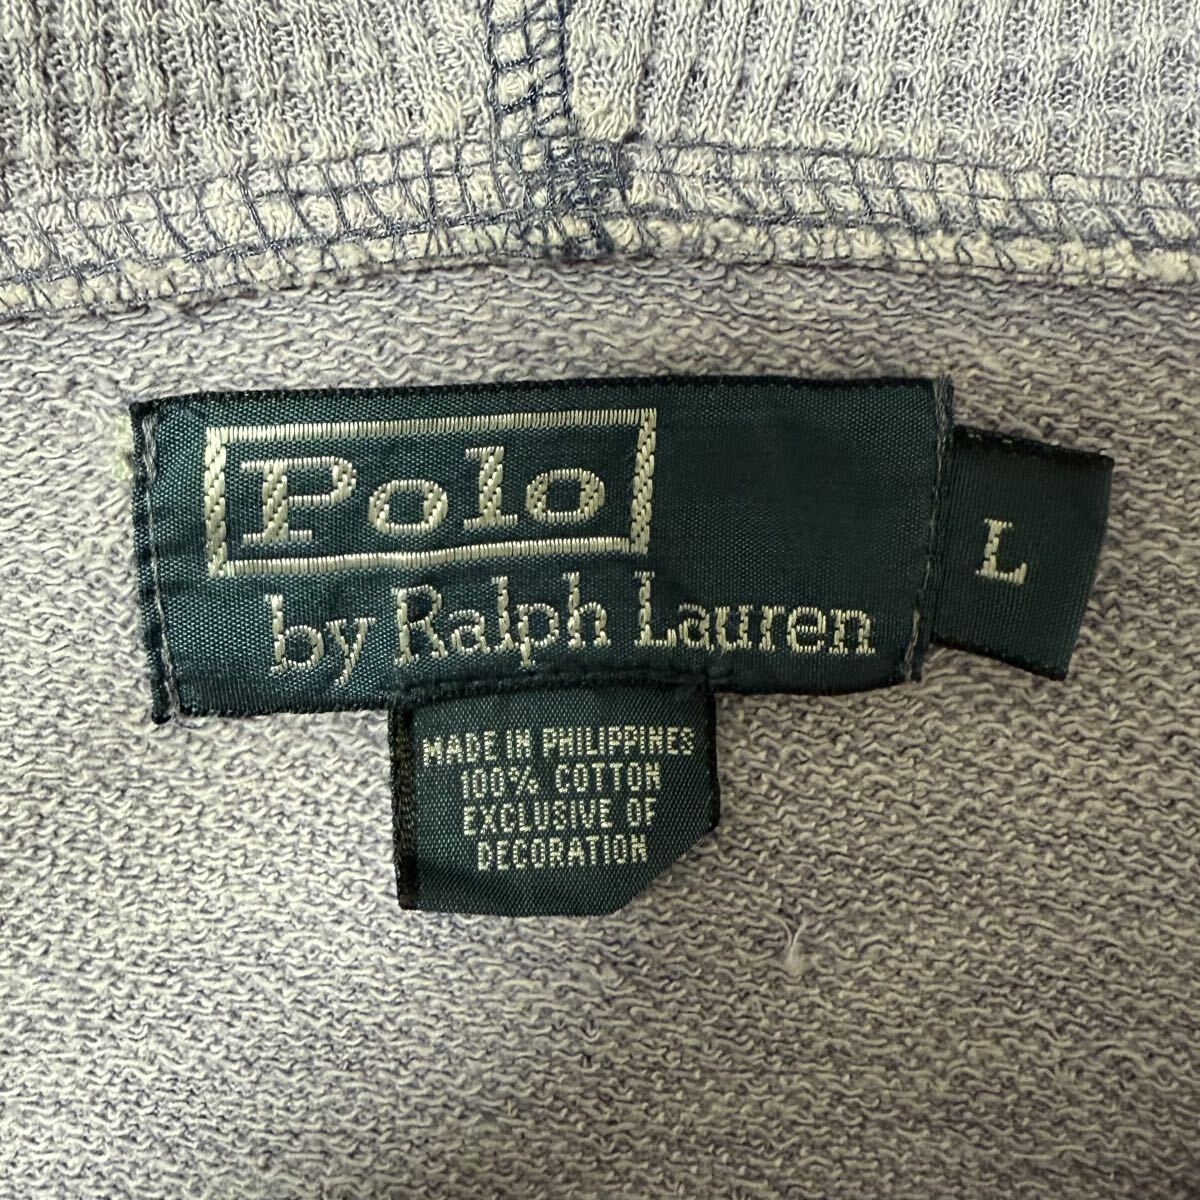 Polo
by Ralph Lauren
L
MADE IN PHILIPPINES
100% COTTON
EXCLUSIVE OF
DECORATION